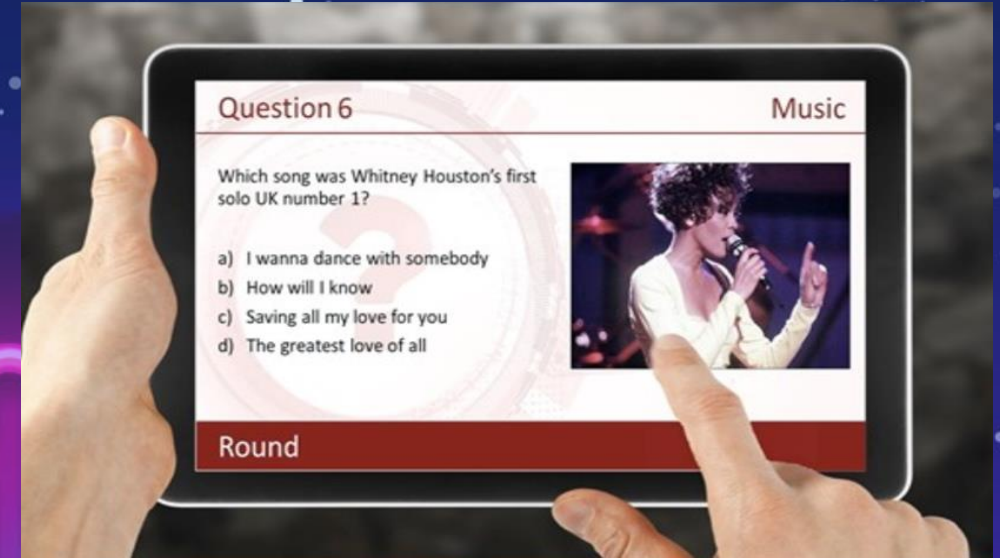 Question 6
Music
Which song was Whitney Houston's first
solo UK number 1?
a) I wanna dance with somebody
b) How will I know
c) Saving all my love for you
d) The greatest love of all
Round